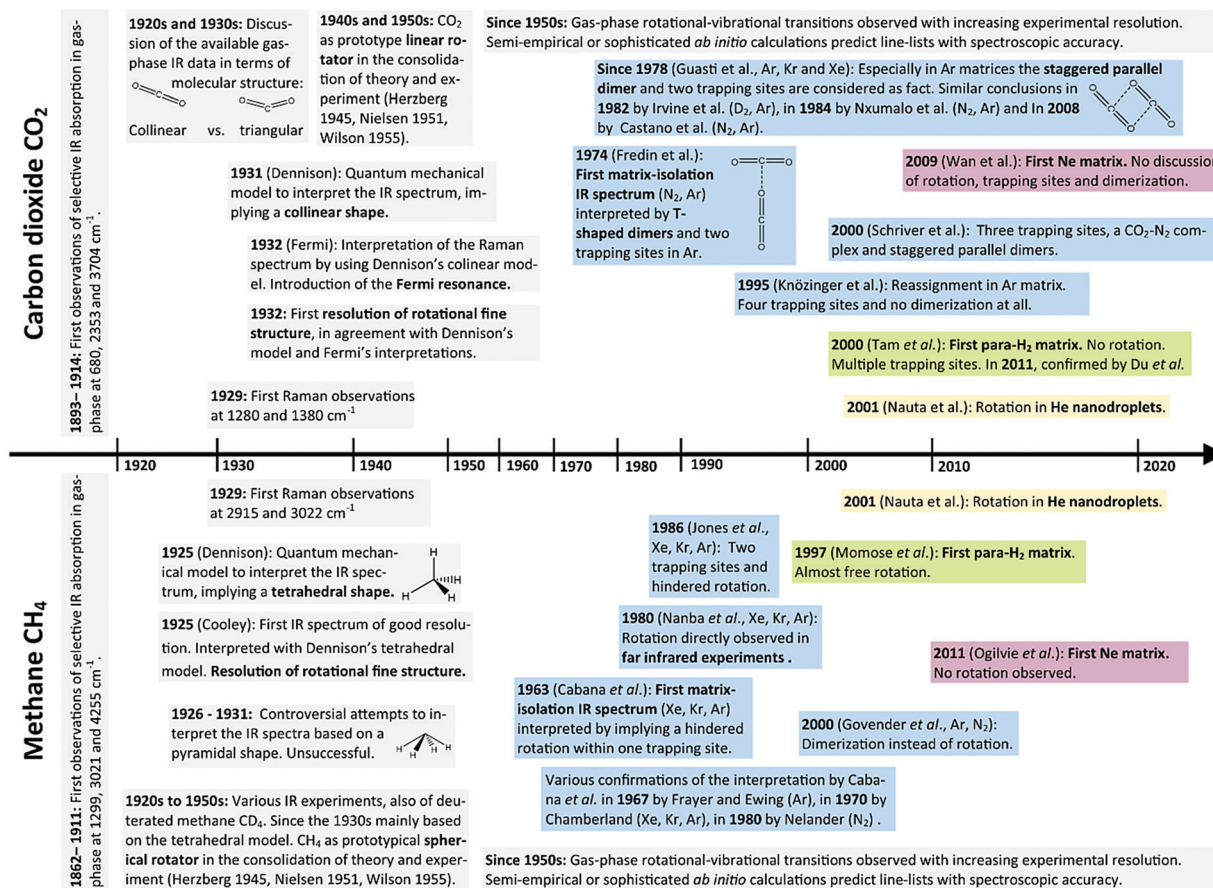 Carbon dioxide CO₂
1893– 1914: First observations of selective IR absorption in gas-
phase at 680, 2353 and 3704 cm⁻¹.
1920s and 1930s: Discus-
sion of the available gas-
phase IR data in terms of
molecular structure:
O C O
O C O
Collinear vs. triangular
1940s and 1950s: CO₂
as prototype linear ro-
tator in the consolida-
tion of theory and ex-
periment (Herzberg
1945, Nielsen 1951,
Wilson 1955).
Since 1950s: Gas-phase rotational-vibrational transitions observed with increasing experimental resolution.
Semi-empirical or sophisticated ab initio calculations predict line-lists with spectroscopic accuracy.
Since 1978 (Guasti et al., Ar, Kr and Xe): Especially in Ar matrices the staggered parallel
dimer and two trapping sites are considered as fact. Similar conclusions in
1982 by Irvine et al. (D₂, Ar), in 1984 by Nxumalo et al. (N₂, Ar) and In 2008
by Castano et al. (N₂, Ar).
O C O
O C O
1931 (Dennison): Quantum mechanical
model to interpret the IR spectrum, im-
plying a collinear shape.
1974 (Fredin et al.):
First matrix-isolation
IR spectrum (N₂, Ar)
interpreted by T-
shaped dimers and two
trapping sites in Ar.
O C O
O
C
O
2009 (Wan et al.): First Ne matrix. No discussion
of rotation, trapping sites and dimerization.
1932 (Fermi): Interpretation of the Raman
spectrum by using Dennison's colinear mod-
el. Introduction of the Fermi resonance.
2000 (Schriver et al.): Three trapping sites, a CO₂-N₂ com-
plex and staggered parallel dimers.
1995 (Knözinger et al.): Reassignment in Ar matrix.
Four trapping sites and no dimerization at all.
1932: First resolution of rotational fine
structure, in agreement with Dennison's
model and Fermi's interpretations.
2000 (Tam et al.): First para-H₂ matrix. No rotation.
Multiple trapping sites. In 2011, confirmed by Du et al.
1929: First Raman observations
at 1280 and 1380 cm⁻¹
2001 (Nauta et al.): Rotation in He nanodroplets.
1920 1930 1940 1950 1960 1970 1980 1990 2000 2010 2020
Methane CH₄
1862– 1911: First observations of selective IR absorption in gas-
phase at 1299, 3021 and 4255 cm⁻¹.
1929: First Raman observations
at 2915 and 3022 cm⁻¹
2001 (Nauta et al.): Rotation in He nanodroplets.
1986 (Jones et al.,
Xe, Kr, Ar): Two
trapping sites and
hindered rotation.
1997 (Momose et al.): First para-H₂ matrix.
Almost free rotation.
1925 (Dennison): Quantum mechan-
ical model to interpret the IR spec-
trum, implying a tetrahedral shape.
H
H
H
H
1925 (Cooley): First IR spectrum of good resolu-
tion. Interpreted with Dennison's tetrahedral
model. Resolution of rotational fine structure.
1980 (Nanba et al., Xe, Kr, Ar):
Rotation directly observed in
far infrared experiments .
2011 (Ogilvie et al.): First Ne matrix.
No rotation observed.
1963 (Cabana et al.): First matrix-
isolation IR spectrum (Xe, Kr, Ar)
interpreted by implying a hindered
rotation within one trapping site.
1926 - 1931: Controversial attempts to in-
terpret the IR spectra based on a
pyramidal shape. Unsuccessful.
H H H H
2000 (Govender et al., Ar, N₂):
Dimerization instead of rotation.
Various confirmations of the interpretation by Caba-
na et al. in 1967 by Frayer and Ewing (Ar), in 1970 by
Chamberland (Xe, Kr, Ar), in 1980 by Nelander (N₂) .
1920s to 1950s: Various IR experiments, also of deu-
terated methane CD₄. Since the 1930s mainly based
on the tetrahedral model. CH₄ as prototypical spher-
ical rotator in the consolidation of theory and exper-
iment (Herzberg 1945, Nielsen 1951, Wilson 1955).
Since 1950s: Gas-phase rotational-vibrational transitions observed with increasing experimental resolution.
Semi-empirical or sophisticated ab initio calculations predict line-lists with spectroscopic accuracy.